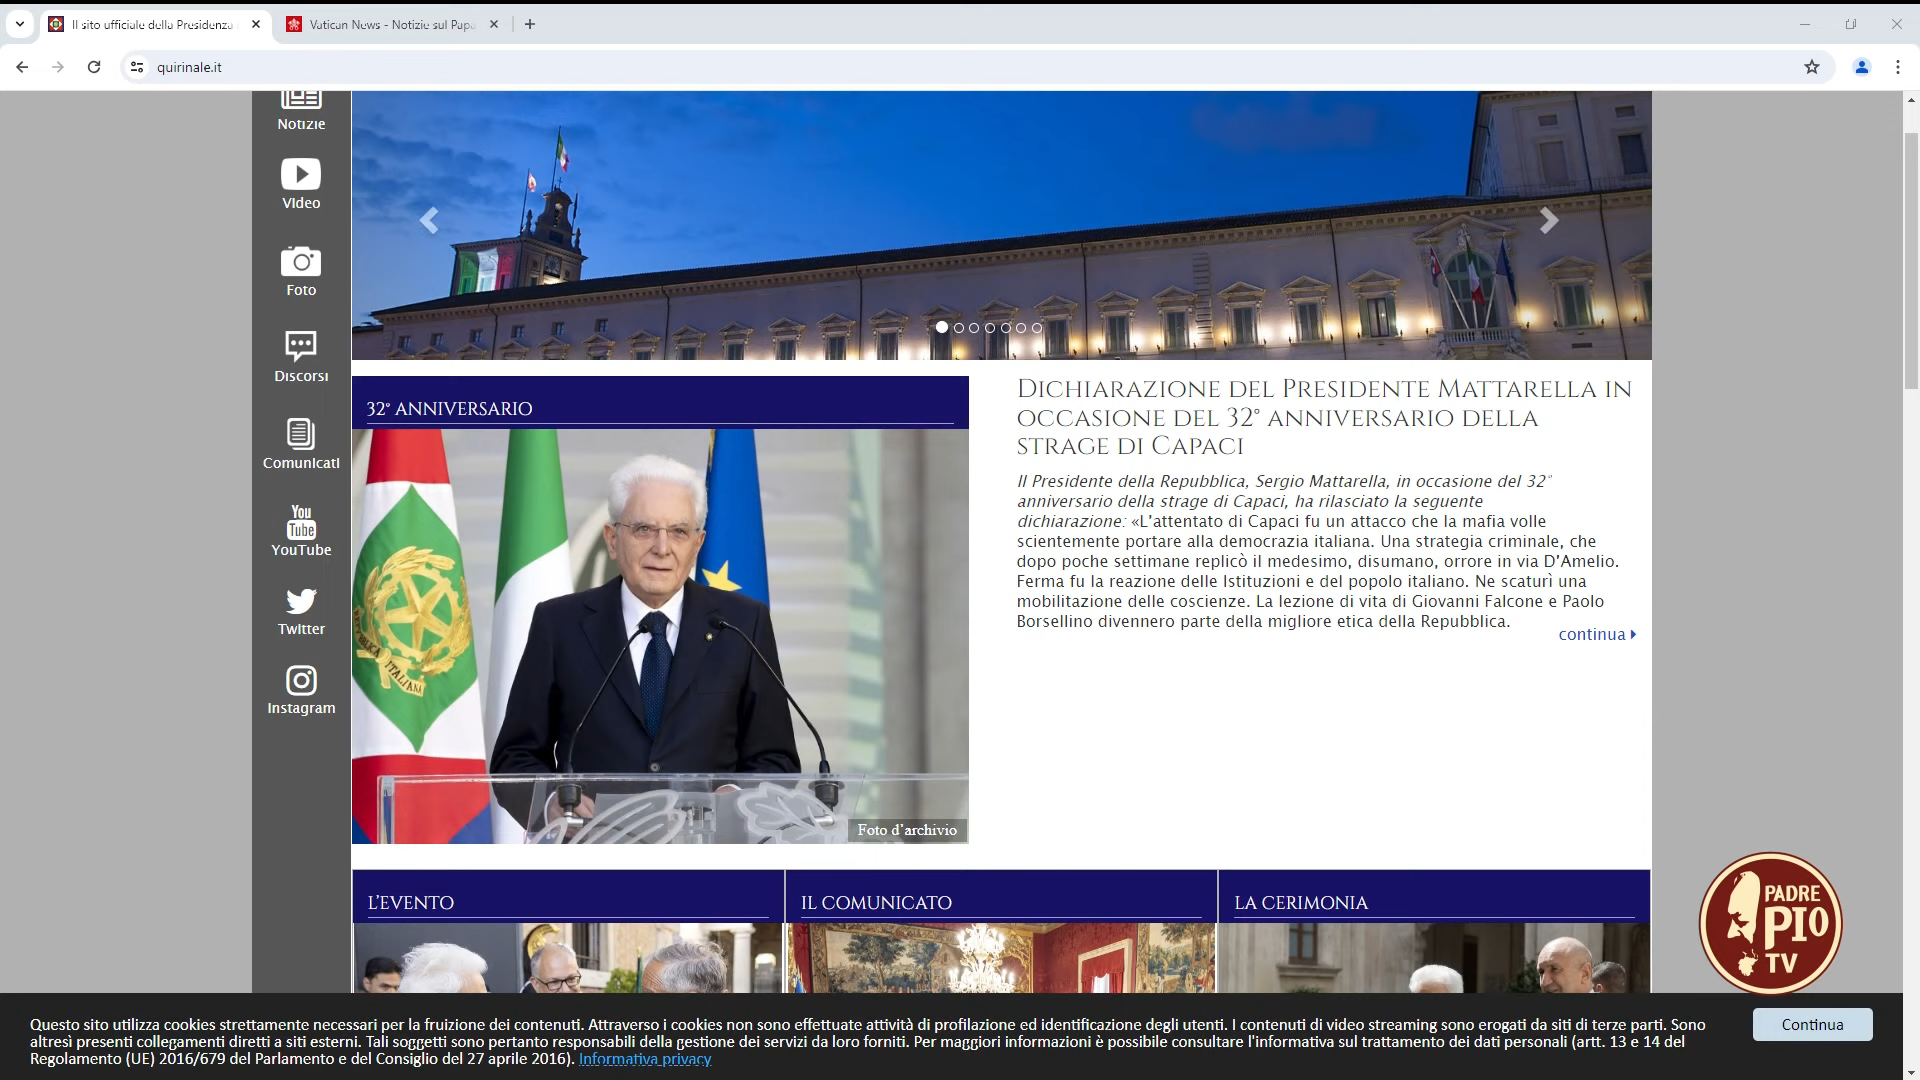 Il sito ufficiale della Presidenza
Vatican News - Notizie sul Papa
quirinale.it
Notizie
Video
Foto
Discorsi
Comunicati
You
Tube
YouTube
Twitter
Instagram
32° ANNIVERSARIO
REPUBBLICA ITALIANA
Foto d'archivio
Dichiarazione del Presidente Mattarella in
occasione del 32° anniversario della
strage di Capaci
Il Presidente della Repubblica, Sergio Mattarella, in occasione del 32°
anniversario della strage di Capaci, ha rilasciato la seguente
dichiarazione: «L'attentato di Capaci fu un attacco che la mafia volle
scientemente portare alla democrazia italiana. Una strategia criminale, che
dopo poche settimane replicò il medesimo, disumano, orrore in via D'Amelio.
Ferma fu la reazione delle Istituzioni e del popolo italiano. Ne scaturì una
mobilitazione delle coscienze. La lezione di vita di Giovanni Falcone e Paolo
Borsellino divennero parte della migliore etica della Repubblica.
continua
L'EVENTO
IL COMUNICATO
LA CERIMONIA
PADRE
PIO
TV
Questo sito utilizza cookies strettamente necessari per la fruizione dei contenuti. Attraverso i cookies non sono effettuate attività di profilazione ed identificazione degli utenti. I contenuti di video streaming sono erogati da siti di terze parti. Sono
altresì presenti collegamenti diretti a siti esterni. Tali soggetti sono pertanto responsabili della gestione dei servizi da loro forniti. Per maggiori informazioni è possibile consultare l'informativa sul trattamento dei dati personali (artt. 13 e 14 del
Regolamento (UE) 2016/679 del Parlamento e del Consiglio del 27 aprile 2016). Informativa privacy
Continua